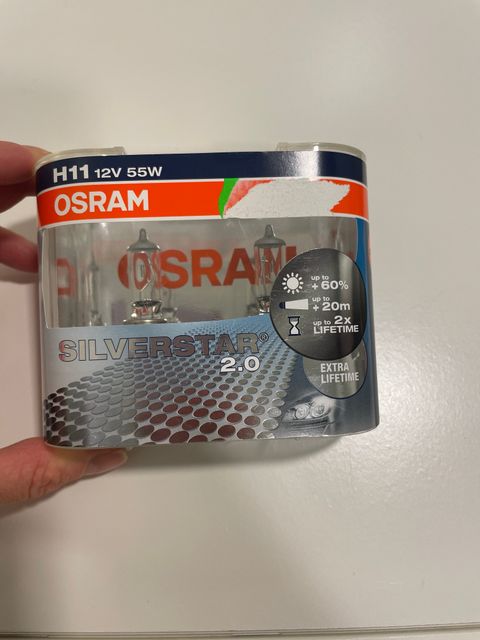 H11 12V 55W
OSRAM
OSRAM
up to
+ 60%
up to
+ 20m
up to 2x
LIFETIME
SILVERSTAR®
2.0
EXTRA
LIFETIME